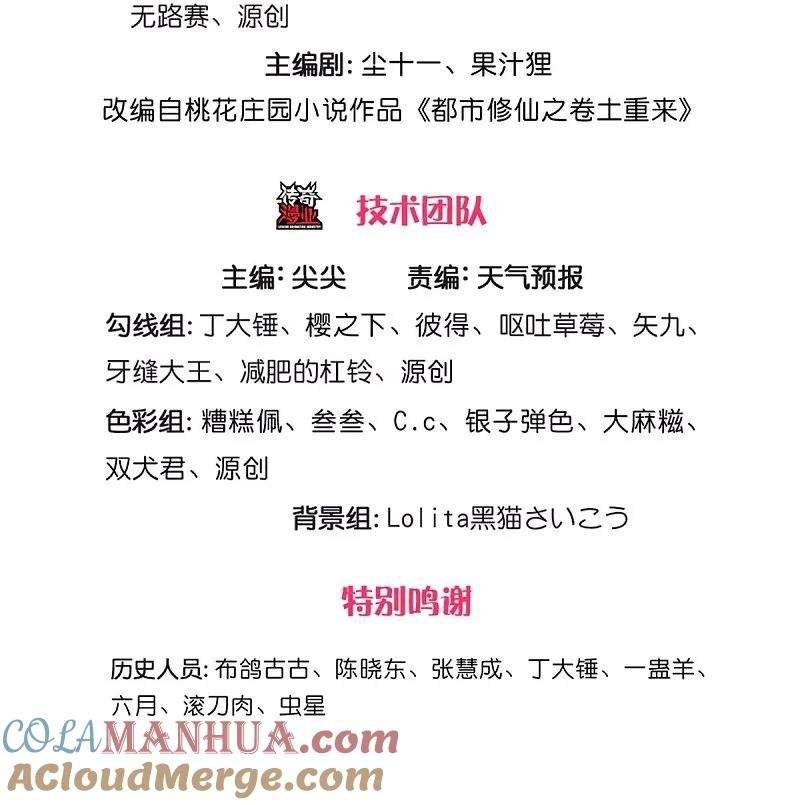 无路赛、源创
主编剧: 尘十一、果汁狸
改编自桃花庄园小说作品《都市修仙之卷土重来》
传奇
漫业
技术团队
主编: 尖尖 责编: 天气预报
勾线组: 丁大锤、樱之下、彼得、呕吐草莓、矢九、
牙缝大王、减肥的杠铃、源创
色彩组: 糟糕佩、叁叁、C.c、银子弹色、大麻糍、
双犬君、源创
背景组: Lolita黑猫さいこう
特别鸣谢
历史人员: 布鸽古古、陈晓东、张慧成、丁大锤、一蛊羊、
六月、滚刀肉、虫星
COLAMANHUA.com
ACloudMerge.com